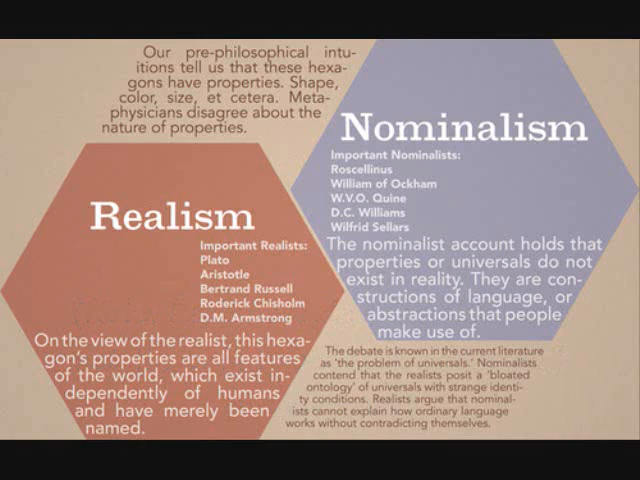 Our pre-philosophical intu-
itions tell us that these hexa-
gons have properties. Shape,
color, size, et cetera. Meta-
physicians disagree about the
nature of properties.
Nominalism
Important Nominalists:
Roscellinus
William of Ockham
W.V.O. Quine
D.C. Williams
Wilfrid Sellars
The nominalist account holds that
properties or universals do not
exist in reality. They are con-
structions of language, or
abstractions that people
make use of.
Realism
Important Realists:
Plato
Aristotle
Bertrand Russell
Roderick Chisholm
D.M. Armstrong
On the view of the realist, this hexa-
gon's properties are all features
of the world, which exist in-
dependently of humans
and have merely been
named.
The debate is known in the current literature
as 'the problem of universals.' Nominalists
contend that the realists posit a 'bloated
ontology' of universals with strange identi-
ty conditions. Realists argue that nominal-
ists cannot explain how ordinary language
works without contradicting themselves.